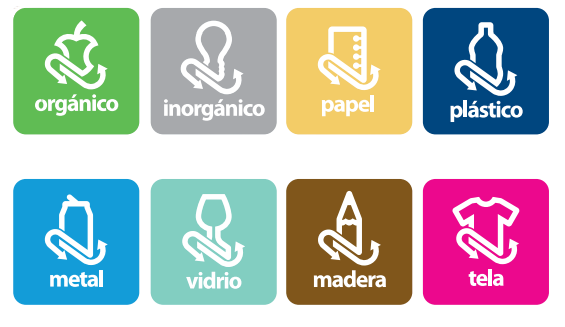 orgánico
inorgánico
papel
plástico
metal
vidrio
madera
tela